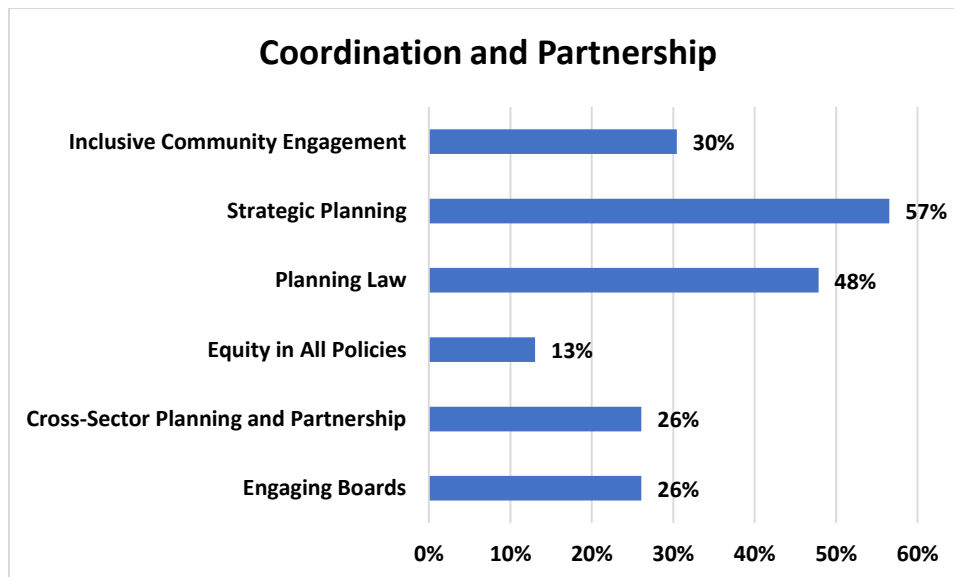 Coordination and Partnership
Inclusive Community Engagement 30%
Strategic Planning 57%
Planning Law 48%
Equity in All Policies 13%
Cross-Sector Planning and Partnership 26%
Engaging Boards 26%
0% 10% 20% 30% 40% 50% 60%